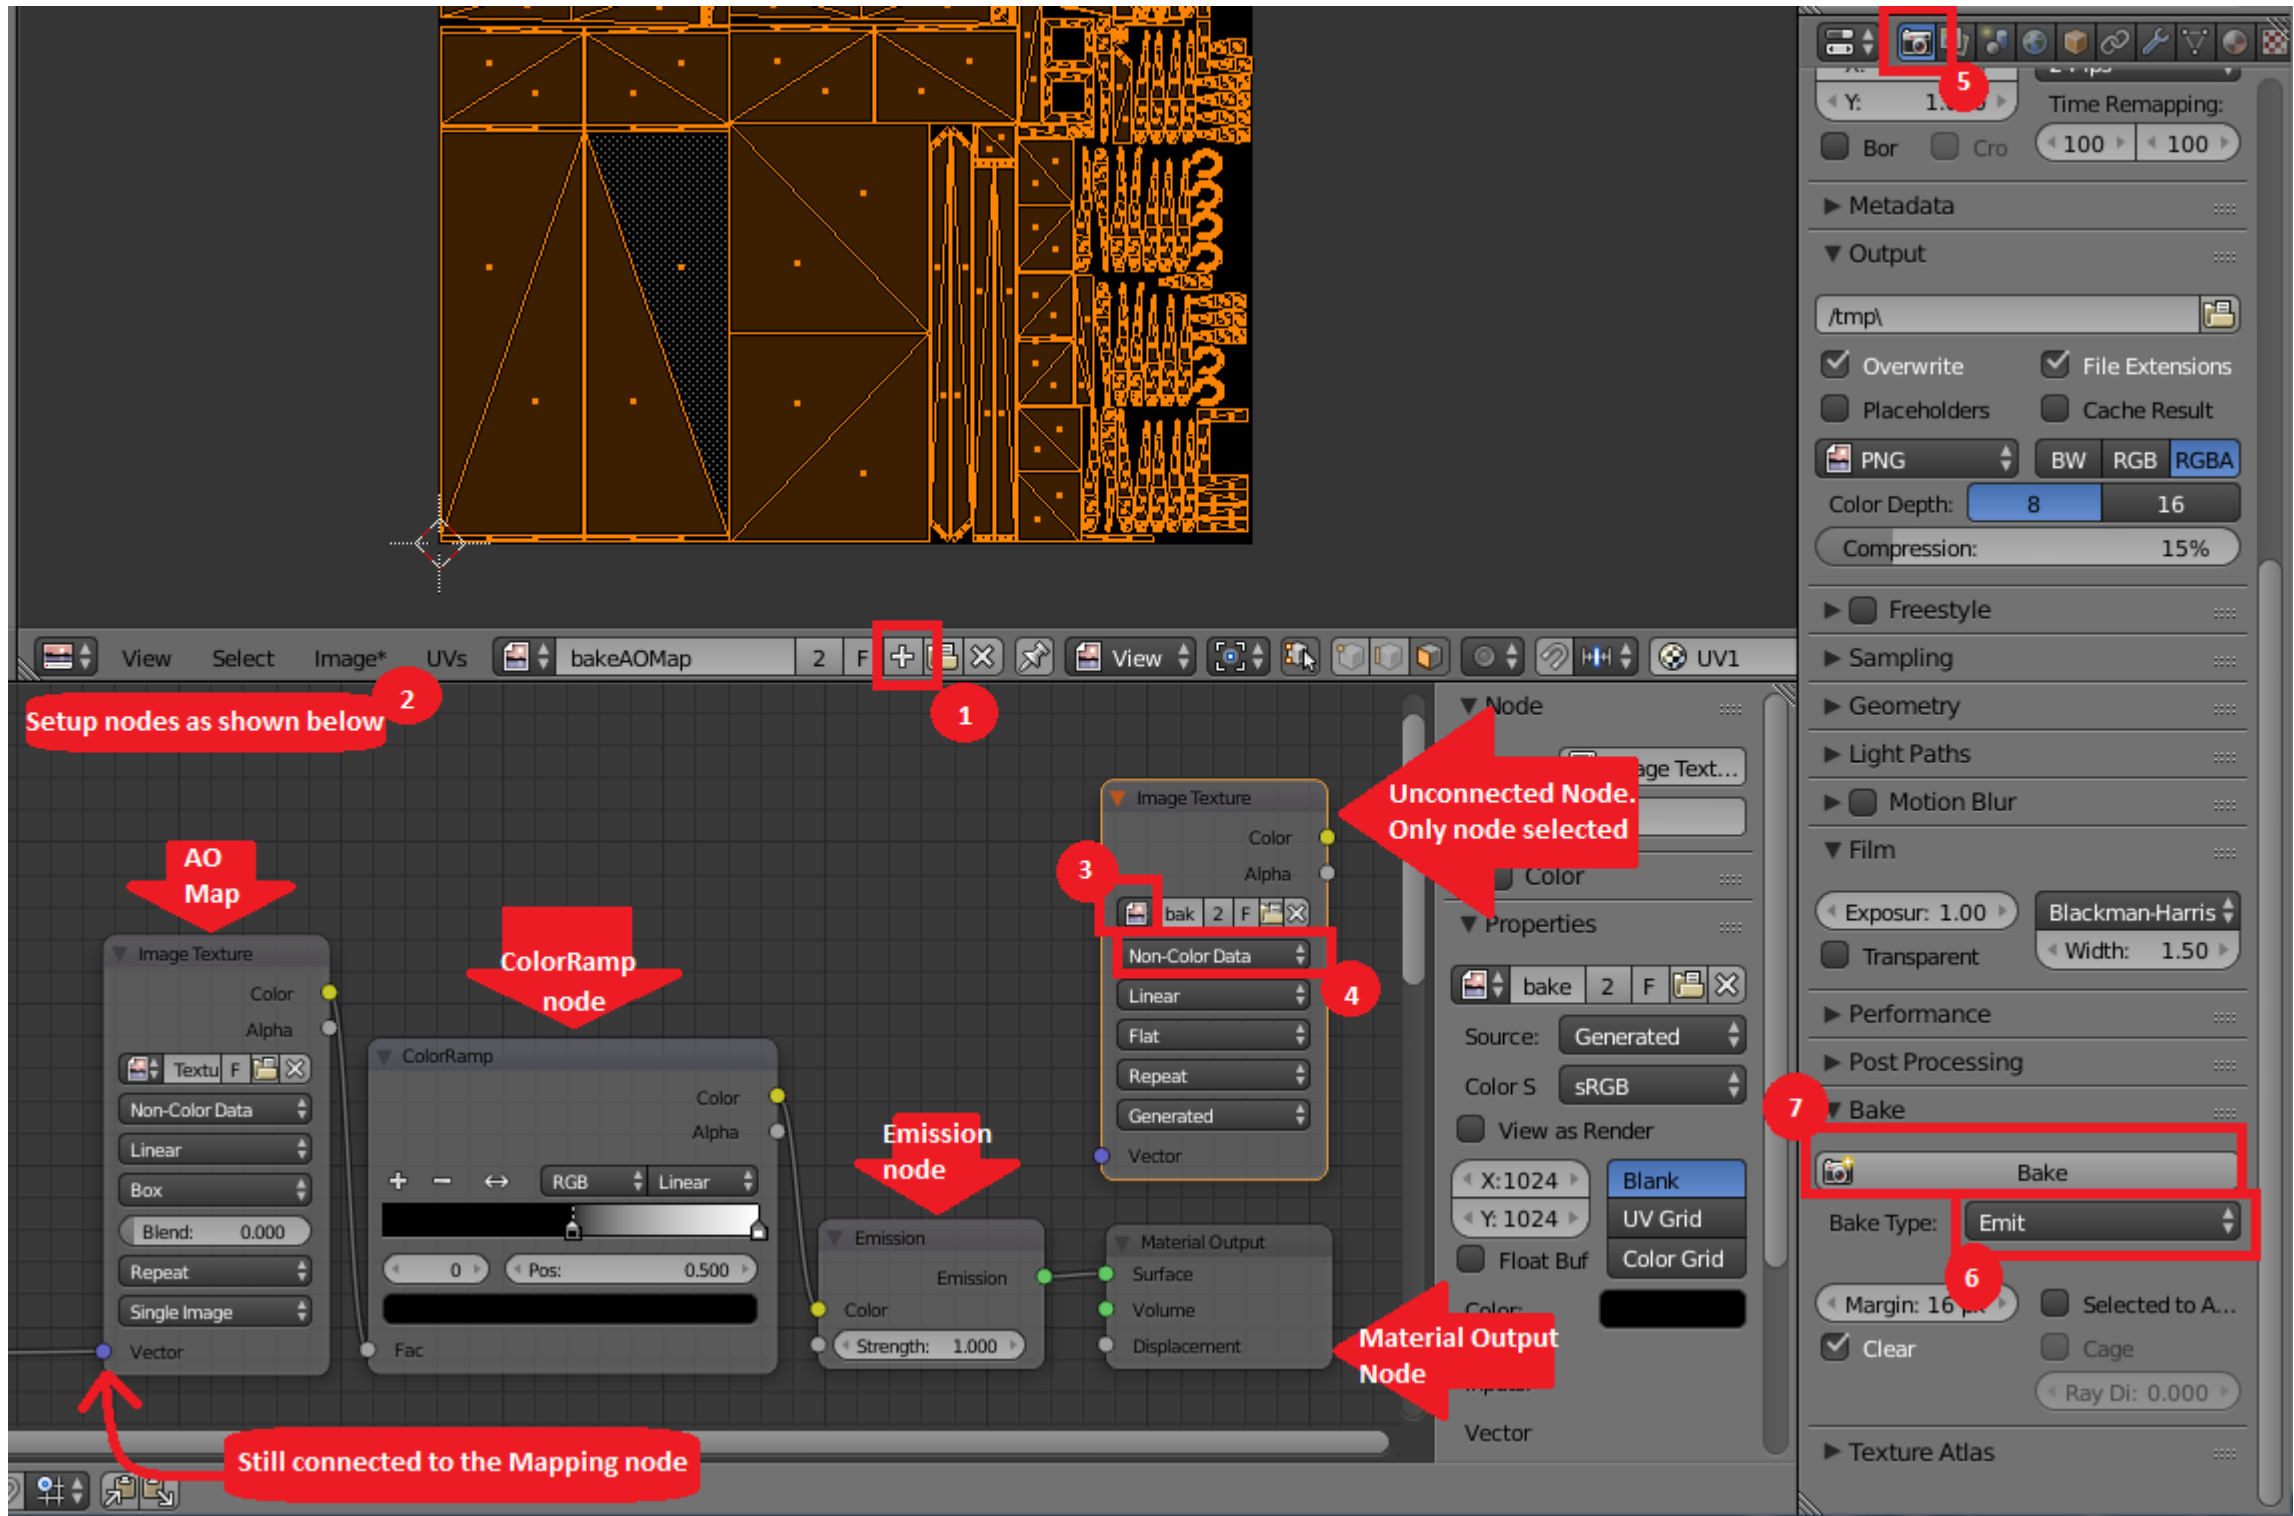 5
Y:
Time Remapping:
Bor
Cro
100
100
Metadata
Output
/tmp\
Overwrite
File Extensions
Placeholders
Cache Result
PNG
BW
RGB
RGBA
Color Depth:
8
16
Compression:
15%
Freestyle
Sampling
Geometry
Light Paths
Motion Blur
Film
Exposur: 1.00
Blackman-Harris
Transparent
Width: 1.50
Performance
Post Processing
7
Bake
Bake
Bake Type:
Emit
6
Margin: 16
Selected to A...
Clear
Cage
Ray Di: 0.000
Texture Atlas
View
Select
Image*
UVs
bakeAOMap
2
F
View
UV1
1
2
Setup nodes as shown below
AO
Map
Image Texture
Color
Alpha
Textu
F
Non-Color Data
Linear
Box
Blend: 0.000
Repeat
Single Image
Vector
Still connected to the Mapping node
ColorRamp
node
ColorRamp
Color
Alpha
RGB
Linear
0
Pos: 0.500
Fac
Emission
node
Emission
Emission
Color
Strength: 1.000
Image Texture
Color
Alpha
3
bak
2
F
Non-Color Data
4
Linear
Flat
Repeat
Generated
Vector
Unconnected Node.
Only node selected
Material Output
Surface
Volume
Displacement
Material Output
Node
Node
age Text...
Color
Properties
bake
2
F
Source:
Generated
Color S
sRGB
View as Render
X:1024
Blank
Y: 1024
UV Grid
Float Buf
Color Grid
Color:
Vector